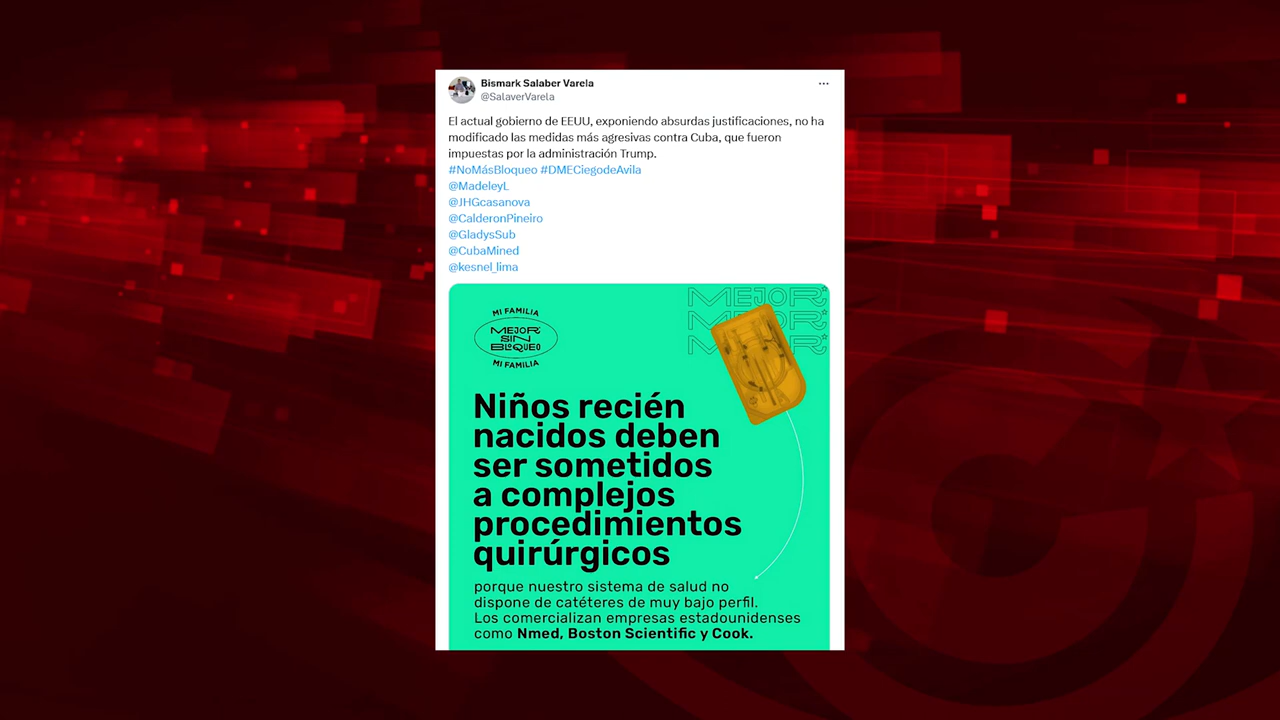 Bismark Salaber Varela
@SalaverVarela
El actual gobierno de EEUU, exponiendo absurdas justificaciones, no ha
modificado las medidas más agresivas contra Cuba, que fueron
impuestas por la administración Trump.
#NoMásBloqueo #DMECiegodeAvila
@MadeleyL
@JHGcasanova
@CalderonPineiro
@GladysSub
@CubaMined
@kesnel_lima
MEJOR
MEJOR
MEJOR
MI FAMILIA
MEJOR
SIN
BLOQUEO
MI FAMILIA
Niños recién
nacidos deben
ser sometidos
a complejos
procedimientos
quirúrgicos
porque nuestro sistema de salud no
dispone de catéteres de muy bajo perfil.
Los comercializan empresas estadounidenses
como Nmed, Boston Scientific y Cook.